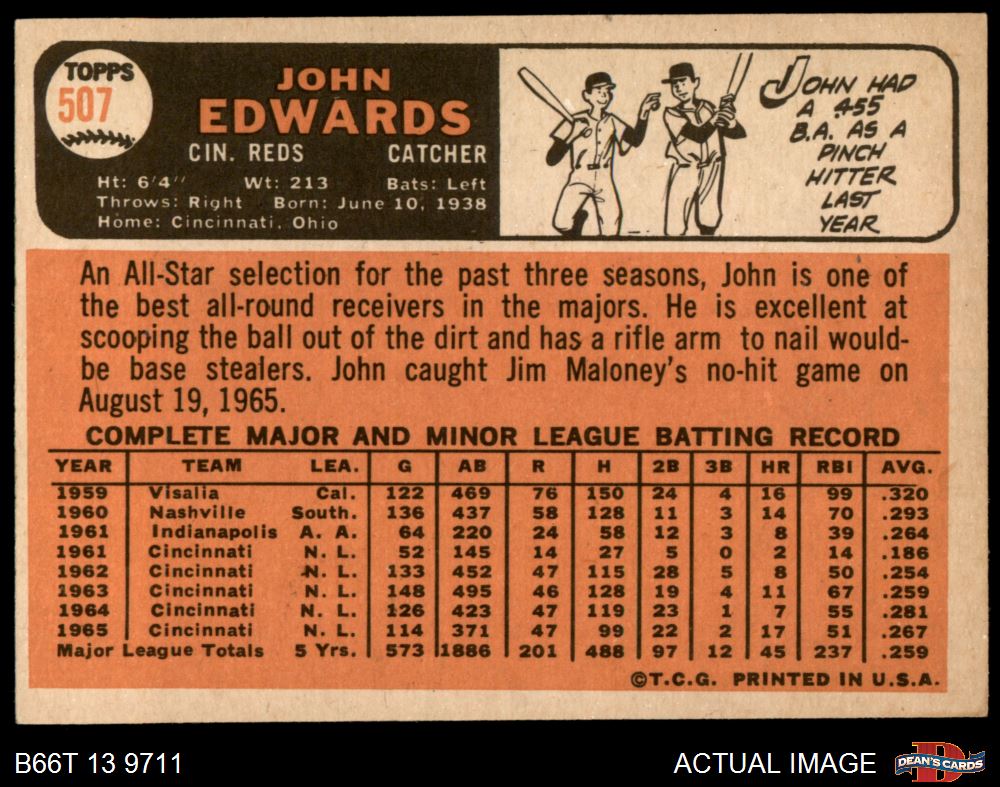 TOPPS
507
JOHN
EDWARDS
CIN. REDS CATCHER
Ht: 6'4" Wt: 213 Bats: Left
Throws: Right Born: June 10, 1938
Home: Cincinnati, Ohio
JOHN HAD
A .455
B.A. AS A
PINCH
HITTER
LAST
YEAR
An All-Star selection for the past three seasons, John is one of
the best all-round receivers in the majors. He is excellent at
scooping the ball out of the dirt and has a rifle arm to nail would-
be base stealers. John caught Jim Maloney's no-hit game on
August 19, 1965.
COMPLETE MAJOR AND MINOR LEAGUE BATTING RECORD
YEAR TEAM LEA. G AB R H 2B 3B HR RBI AVG.
1959 Visalia Cal. 122 469 76 150 24 4 16 99 .320
1960 Nashville South. 136 437 58 128 11 3 14 70 .293
1961 Indianapolis A. A. 64 220 24 58 12 3 8 39 .264
1961 Cincinnati N. L. 52 145 14 27 5 0 2 14 .186
1962 Cincinnati N. L. 133 452 47 115 28 5 8 50 .254
1963 Cincinnati N. L. 148 495 46 128 19 4 11 67 .259
1964 Cincinnati N. L. 126 423 47 119 23 1 7 55 .281
1965 Cincinnati N. L. 114 371 47 99 22 2 17 51 .267
Major League Totals 5 Yrs. 573 1886 201 488 97 12 45 237 .259
©T.C.G. PRINTED IN U.S.A.
B66T 13 9711 ACTUAL IMAGE
DEAN'S CARDS